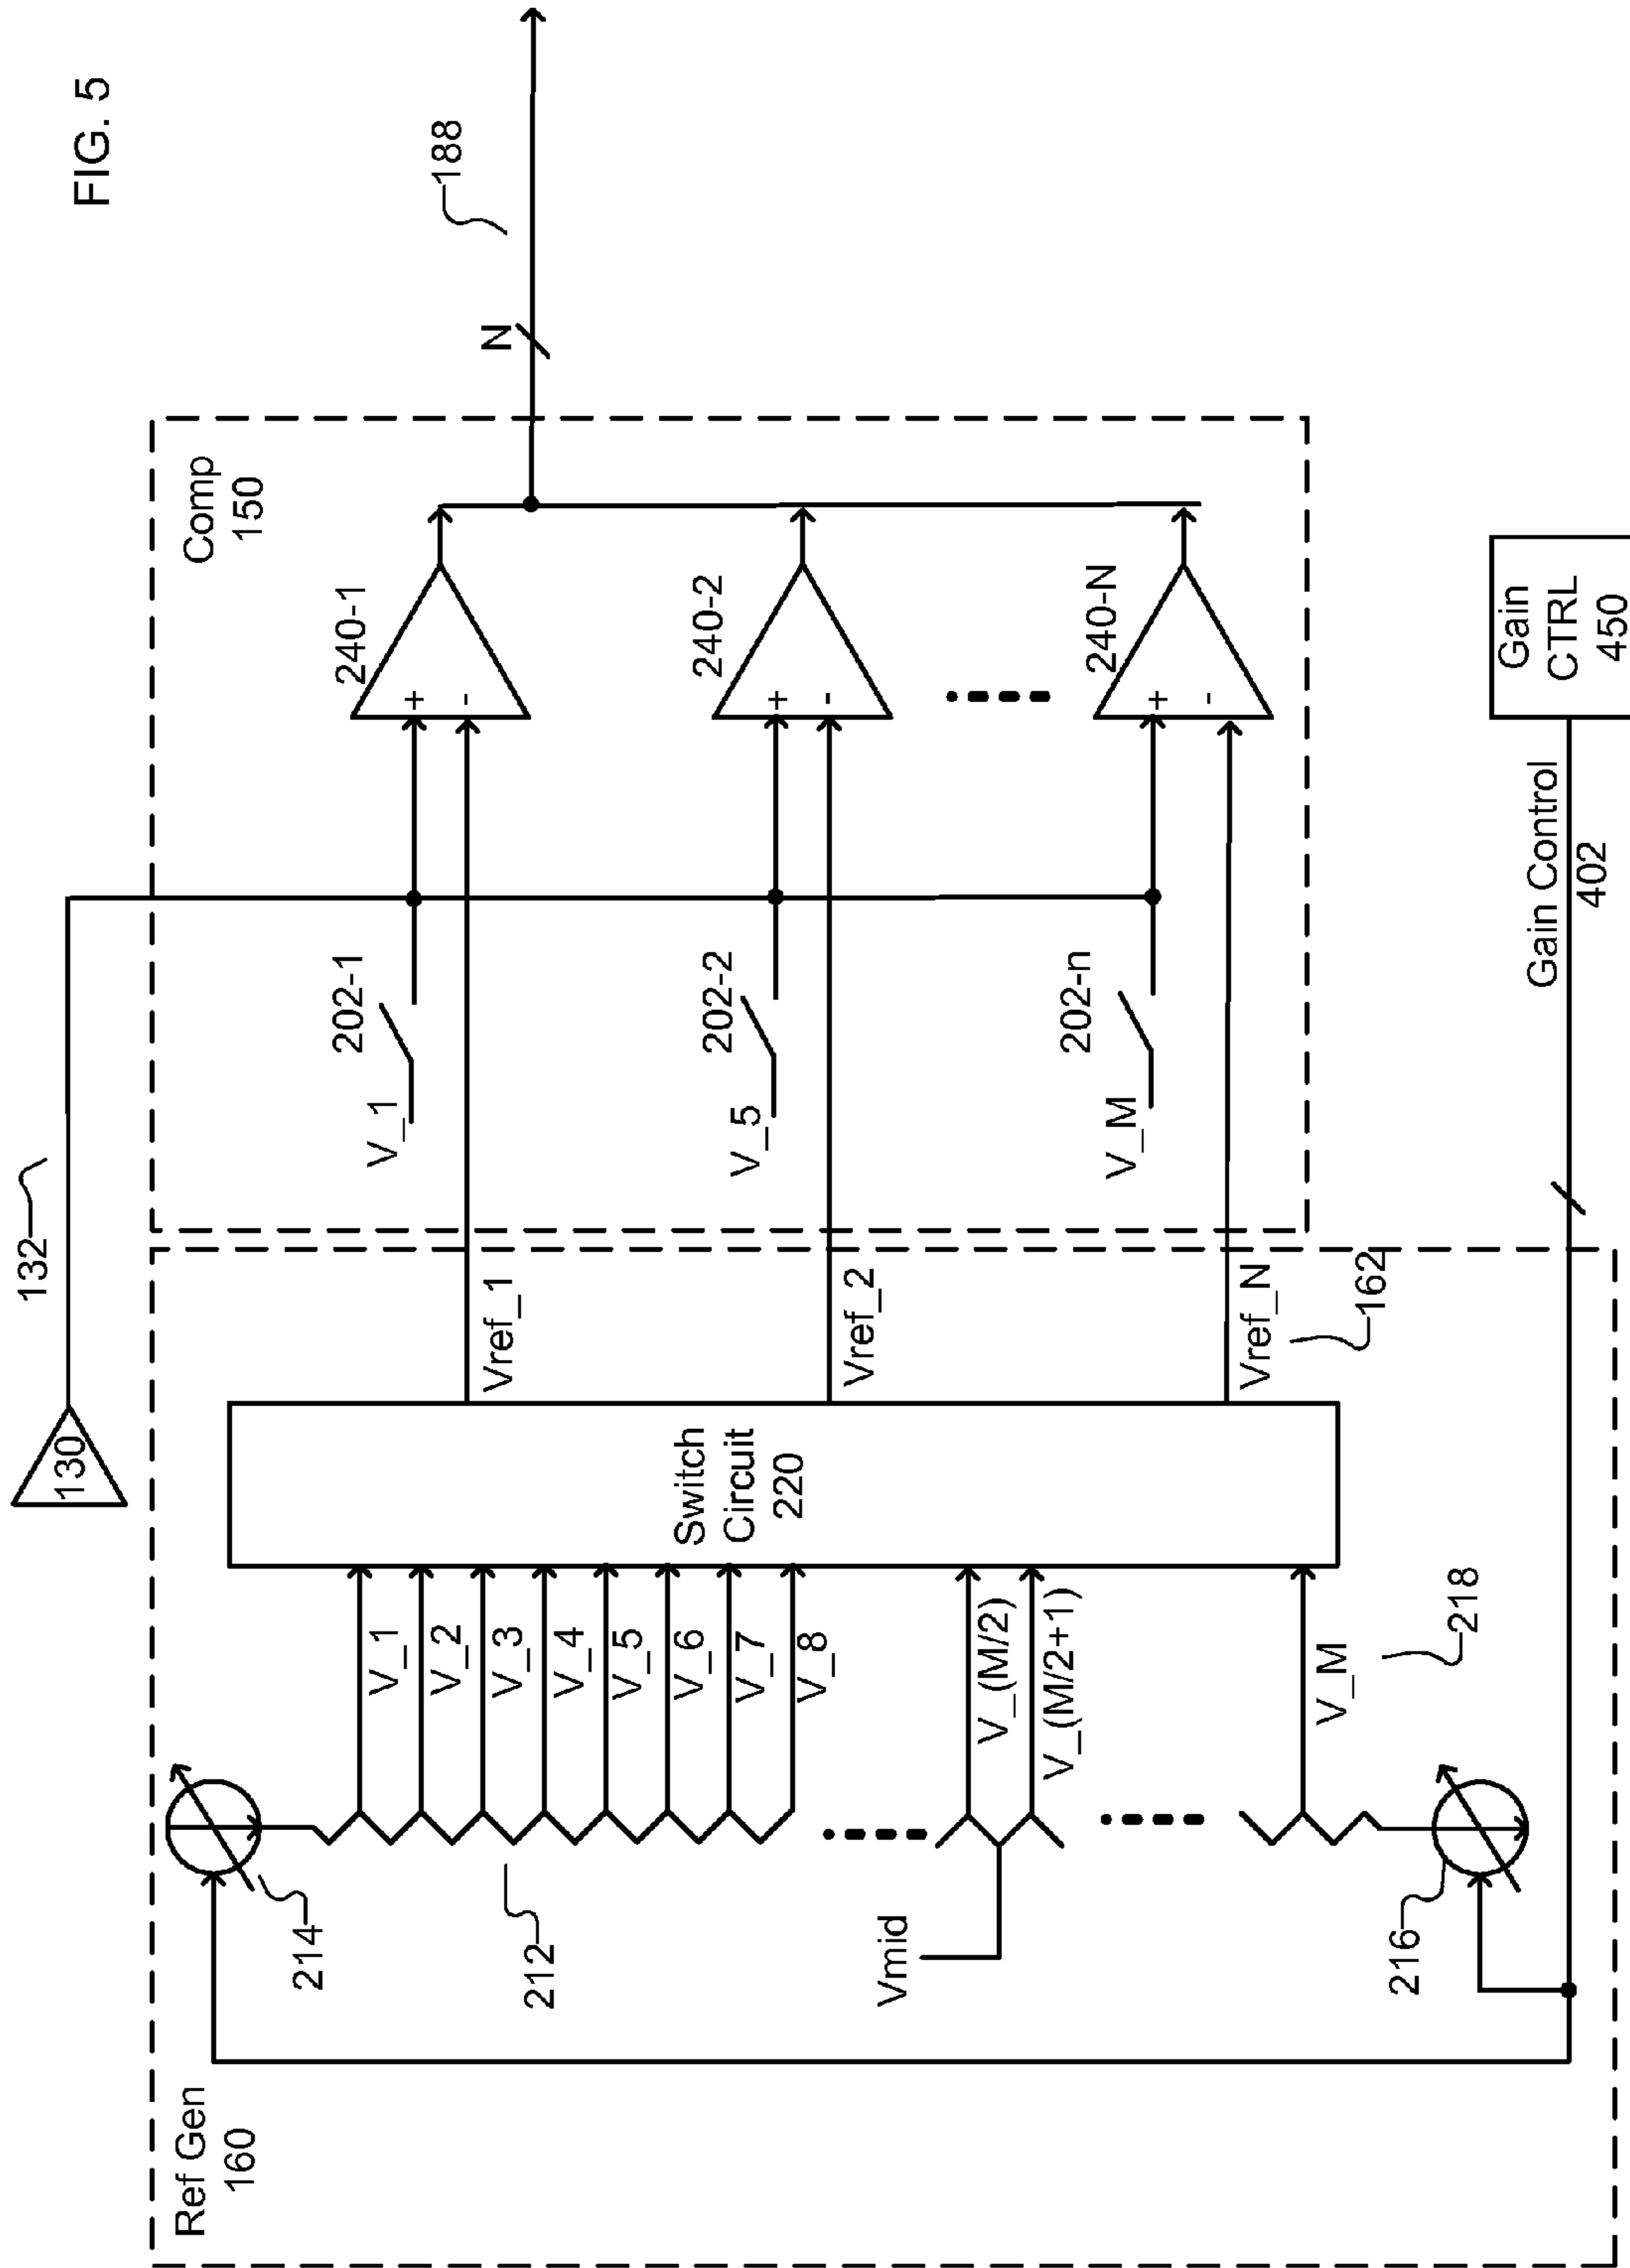 FIG. 5
Ref Gen
160
214
212
Vmid
216
V_1
V_2
V_3
V_4
V_5
V_6
V_7
V_8
V_(M/2)
V_(M/2+1)
V_M
218
Switch
Circuit
220
130
132
Vref_1
Vref_2
Vref_N
162
Comp
150
V_1
202-1
V_5
202-2
V_M
202-n
240-1
+
-
240-2
+
-
240-N
+
-
N
188
Gain Control
402
Gain
CTRL
450